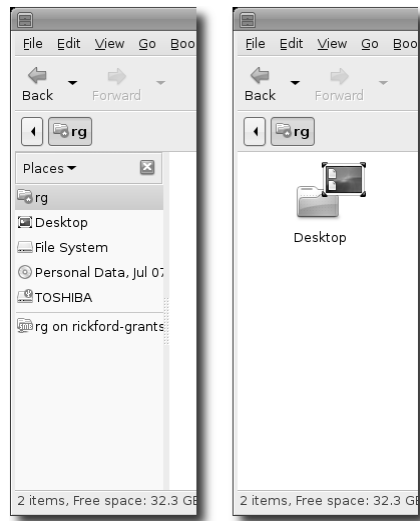 File Edit View Go Boo
Back Forward
rg
Places
rg
Desktop
File System
Personal Data, Jul 07
TOSHIBA
rg on rickford-grants
2 items, Free space: 32.3 GB
File Edit View Go Boo
Back Forward
rg
Desktop
2 items, Free space: 32.3 GB